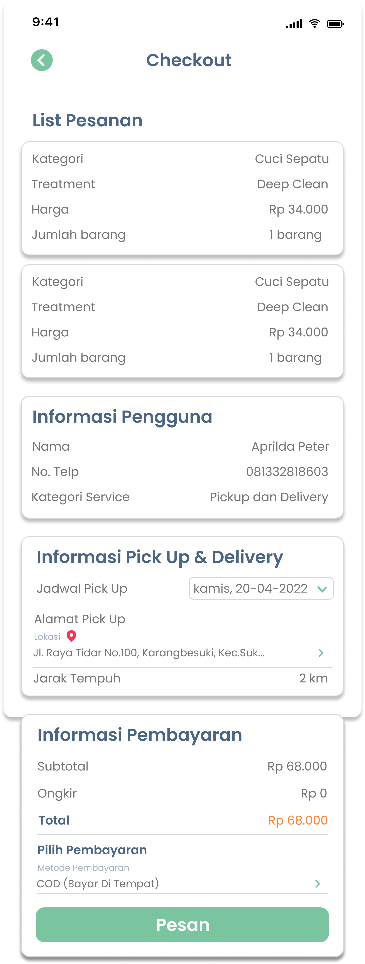 9:41
Checkout
List Pesanan
Kategori Cuci Sepatu
Treatment Deep Clean
Harga Rp 34.000
Jumlah barang 1 barang
Kategori Cuci Sepatu
Treatment Deep Clean
Harga Rp 34.000
Jumlah barang 1 barang
Informasi Pengguna
Nama Aprilda Peter
No. Telp 081332818603
Kategori Service Pickup dan Delivery
Informasi Pick Up & Delivery
Jadwal Pick Up kamis, 20-04-2022
Alamat Pick Up
Lokasi
Jl. Raya Tidar No.100, Karangbesuki, Kec.Suk...
Jarak Tempuh 2 km
Informasi Pembayaran
Subtotal Rp 68.000
Ongkir Rp 0
Total Rp 68.000
Pilih Pembayaran
Metode Pembayaran
COD (Bayar Di Tempat)
Pesan